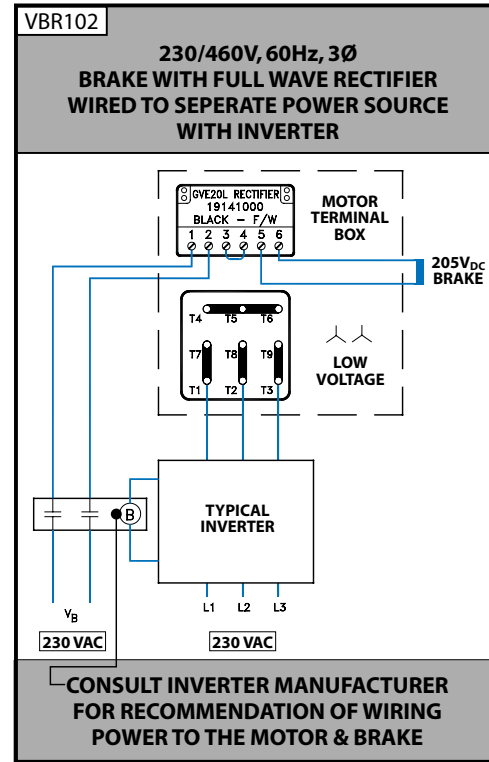 VBR102
230/460V, 60Hz, 3Ø
BRAKE WITH FULL WAVE RECTIFIER
WIRED TO SEPERATE POWER SOURCE
WITH INVERTER
GVE20L RECTIFIER
19141000
BLACK – F/W
1 2 3 4 5 6
MOTOR
TERMINAL
BOX
205VDC
BRAKE
T4 T5 T6
T7 T8 T9
T1 T2 T3
LOW
VOLTAGE
B
TYPICAL
INVERTER
L1 L2 L3
VB
230 VAC
230 VAC
CONSULT INVERTER MANUFACTURER
FOR RECOMMENDATION OF WIRING
POWER TO THE MOTOR & BRAKE